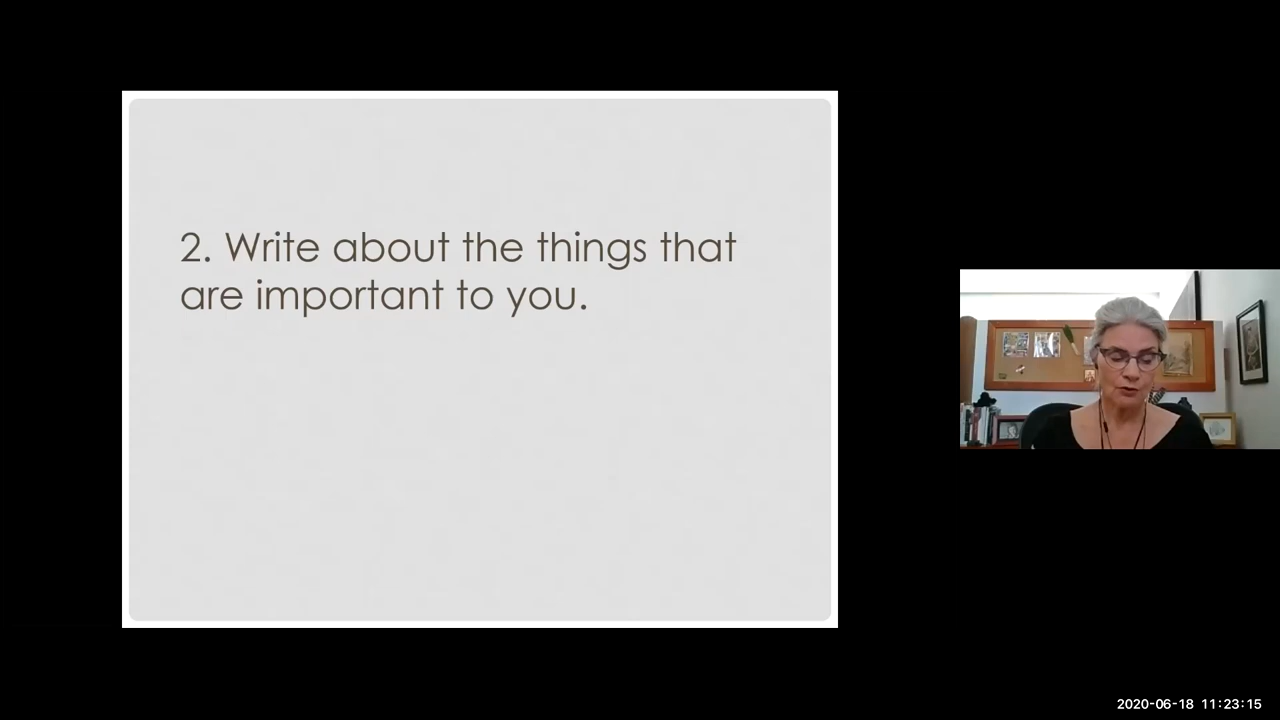 2. Write about the things that
are important to you.
2020-06-18 11:23:15